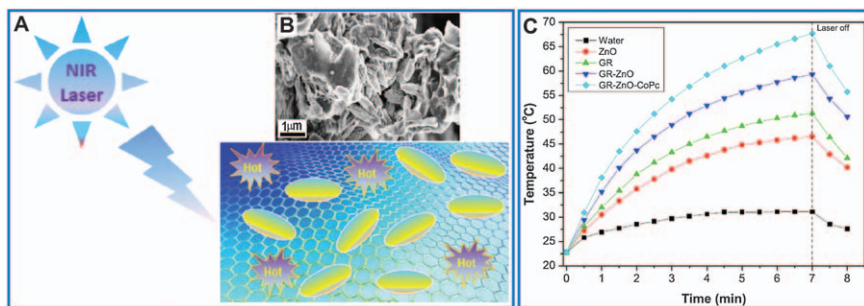 A
NIR
Laser
B
1µm
Hot
Hot
Hot
Hot
C
Laser off
Water
ZnO
GR
GR-ZnO
GR-ZnO-CoPc
Temperature (°C)
70
65
60
55
50
45
40
35
30
25
20
0 1 2 3 4 5 6 7 8
Time (min)